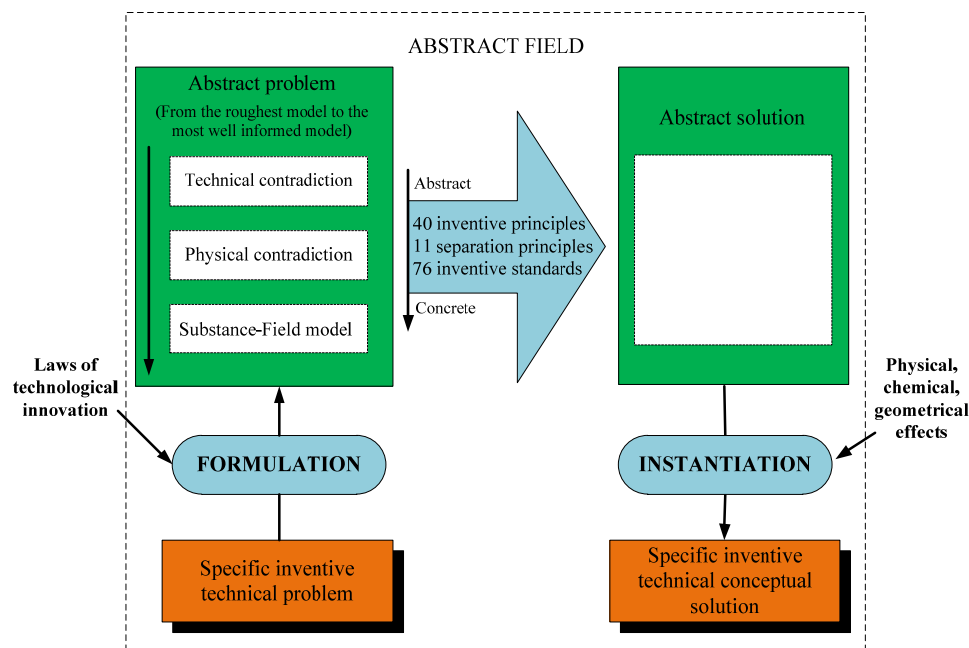 ABSTRACT FIELD
Abstract problem
(From the roughest model to the
most well informed model)
Technical contradiction
Physical contradiction
Substance-Field model
Abstract
40 inventive principles
11 separation principles
76 inventive standards
Concrete
Abstract solution
Laws of
technological
innovation
FORMULATION
Specific inventive
technical problem
Physical,
chemical,
geometrical
effects
INSTANTIATION
Specific inventive
technical conceptual
solution